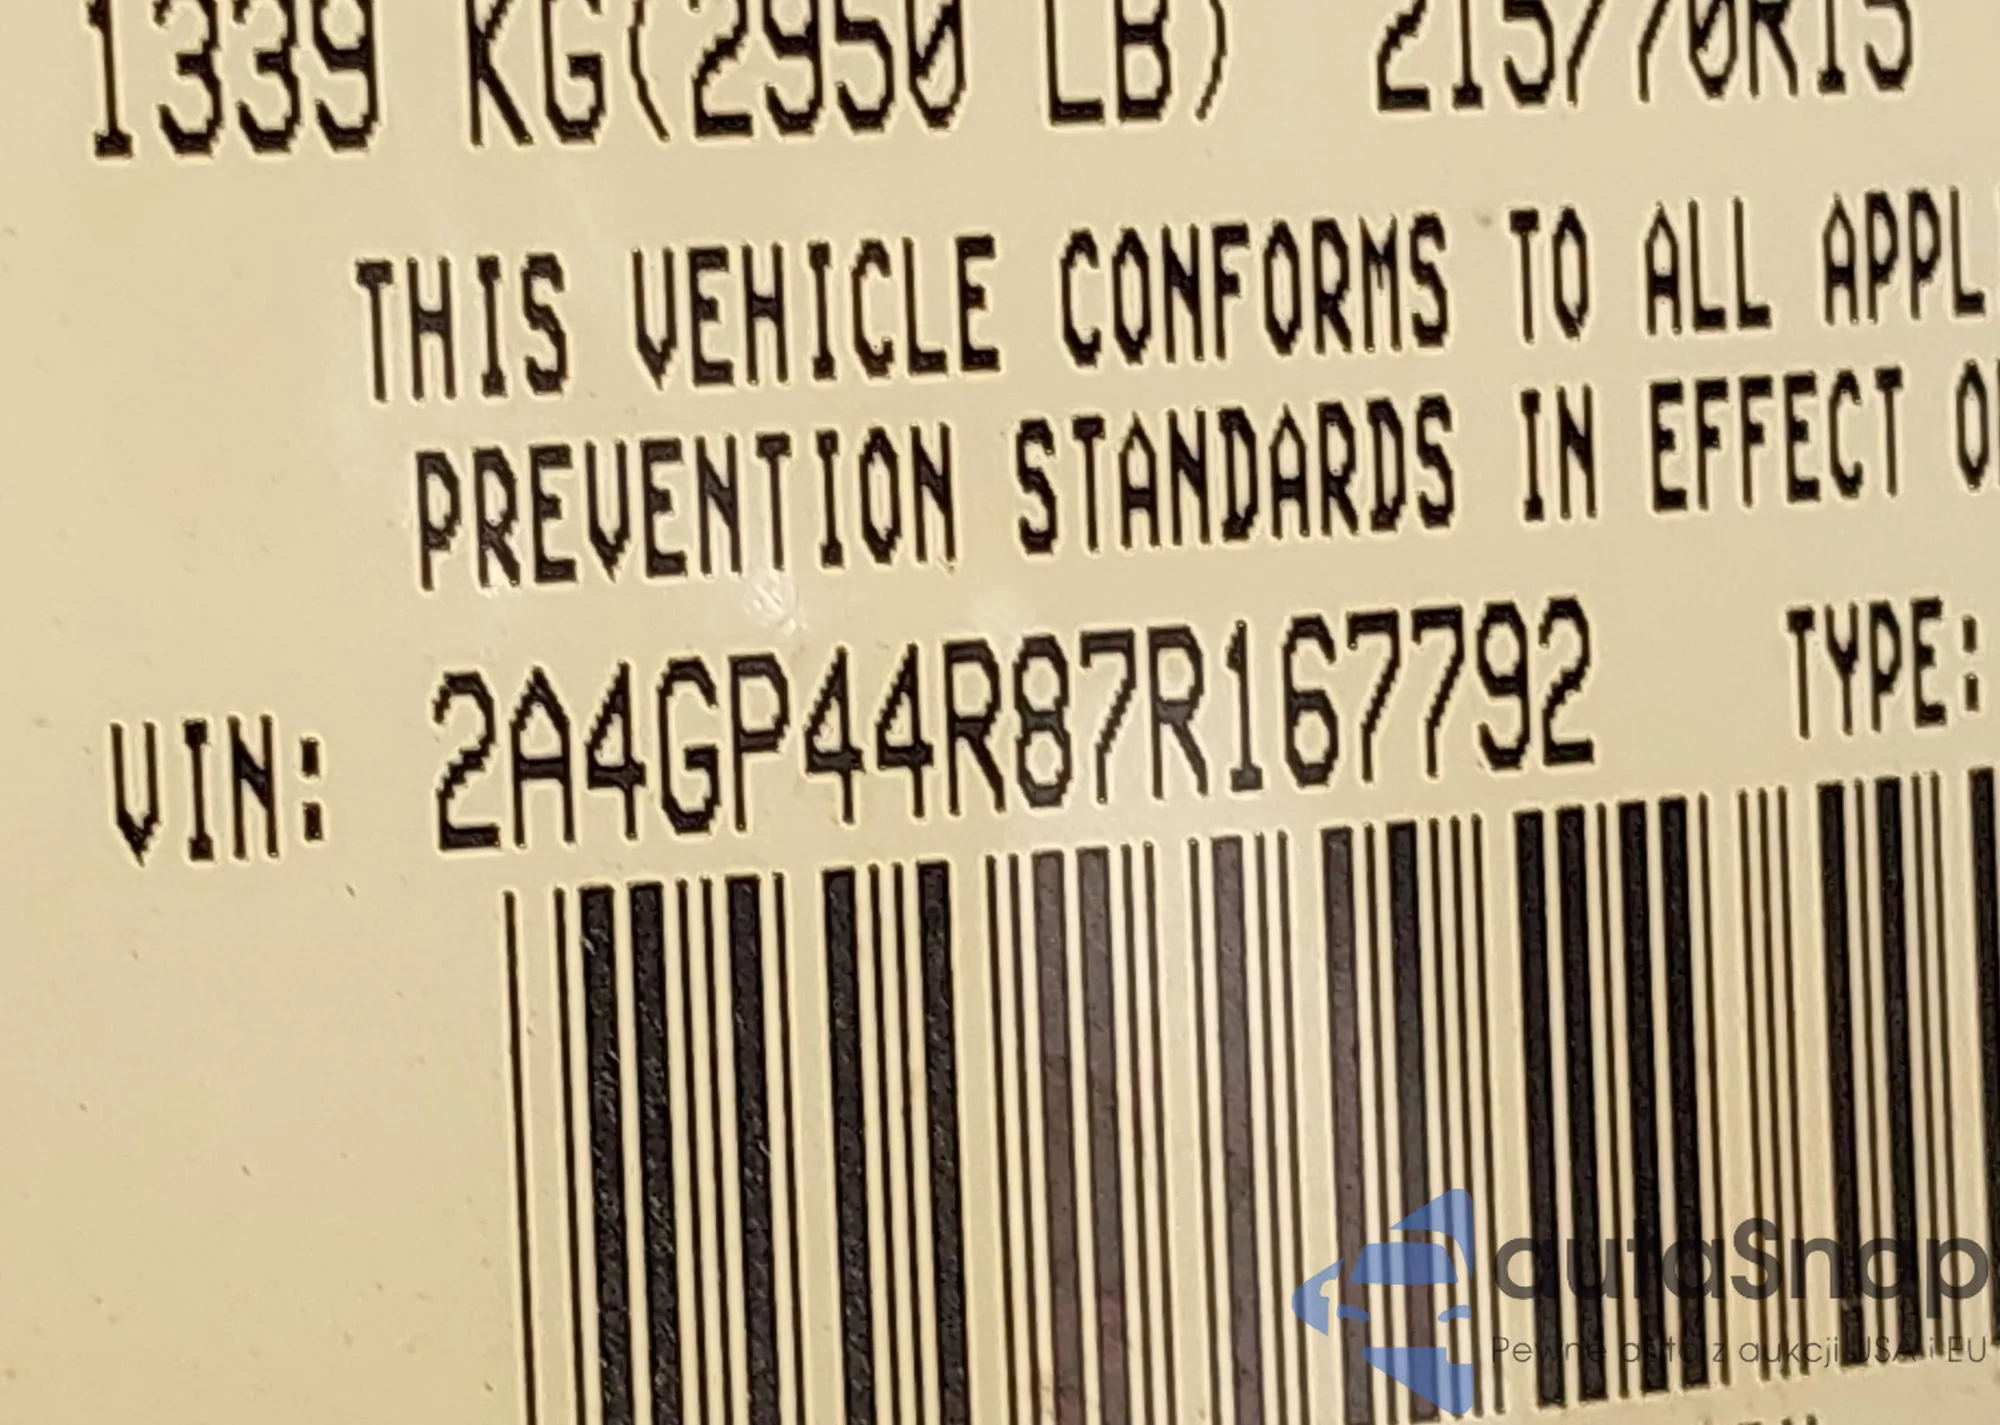 1339 KG(2950 LB) 215/70R15
THIS VEHICLE CONFORMS TO ALL APPL
PREVENTION STANDARDS IN EFFECT O
VIN: 2A4GP44R87R167792 TYPE:
autaSnap
Pewne auta z aukcji USA i EU